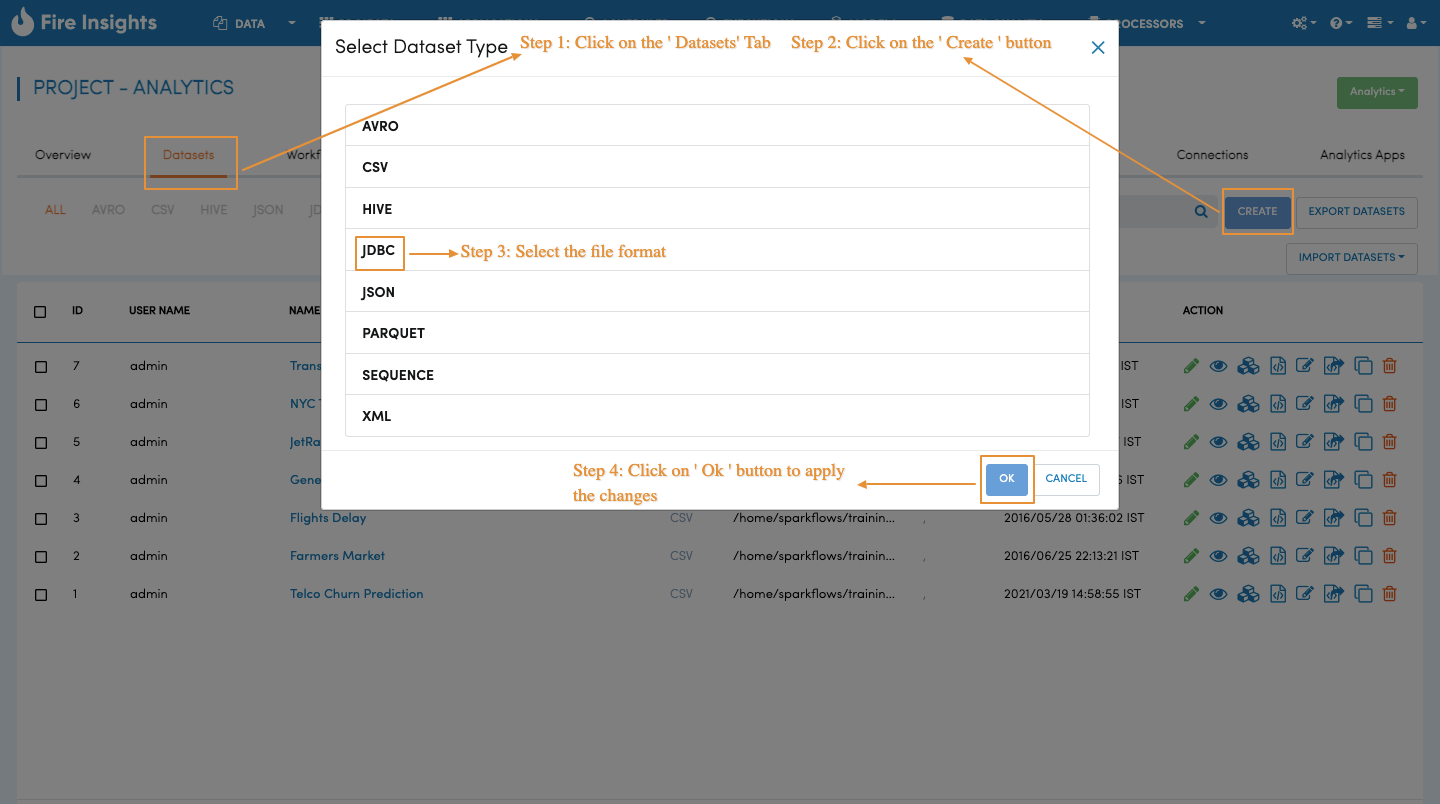 Fire Insights
DATA
PROCESSORS
Select Dataset Type
Step 1: Click on the ' Datasets' Tab
Step 2: Click on the ' Create ' button
PROJECT - ANALYTICS
Analytics
AVRO
Overview
Datasets
Connections
Analytics Apps
CSV
ALL
AVRO
CSV
HIVE
JSON
HIVE
CREATE
EXPORT DATASETS
JDBC
Step 3: Select the file format
IMPORT DATASETS
JSON
ID
USER NAME
NAME
ACTION
PARQUET
7
admin
IST
SEQUENCE
6
admin
NYC
IST
XML
5
admin
IST
Step 4: Click on ' Ok ' button to apply
the changes
OK
CANCEL
4
admin
IST
3
admin
Flights Delay
CSV
/home/sparkflows/trainin...
,
2016/05/28 01:36:02 IST
2
admin
Farmers Market
CSV
/home/sparkflows/trainin...
,
2016/06/25 22:13:21 IST
1
admin
Telco Churn Prediction
CSV
/home/sparkflows/trainin...
,
2021/03/19 14:58:55 IST